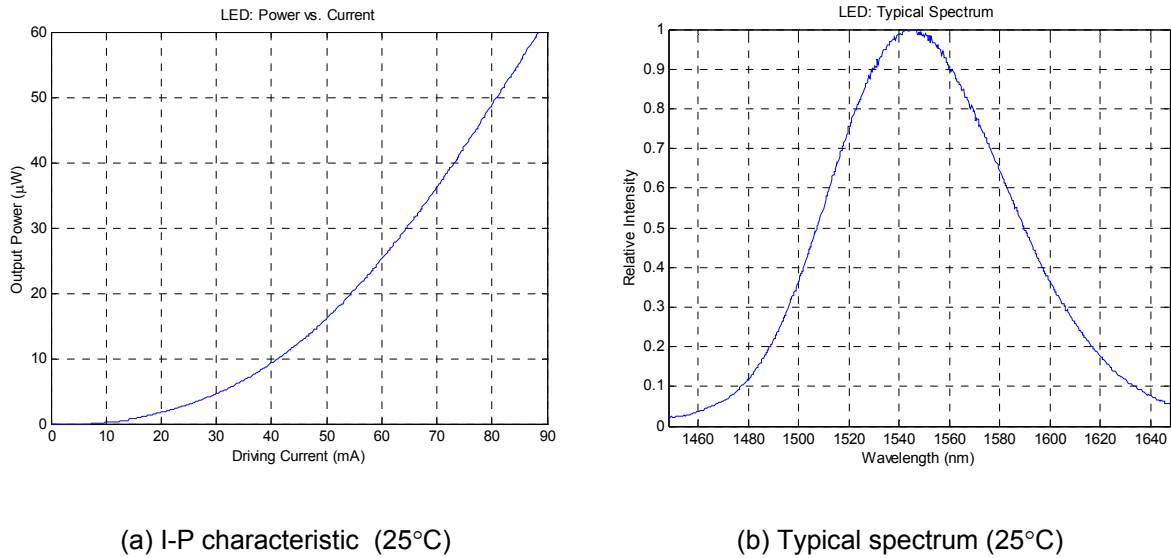 LED: Power vs. Current
60
50
40
30
20
10
0
Output Power (μW)
0 10 20 30 40 50 60 70 80 90
Driving Current (mA)
(a) I-P characteristic (25°C)
LED: Typical Spectrum
1
0.9
0.8
0.7
0.6
0.5
0.4
0.3
0.2
0.1
0
Relative Intensity
1460 1480 1500 1520 1540 1560 1580 1600 1620 1640
Wavelength (nm)
(b) Typical spectrum (25°C)